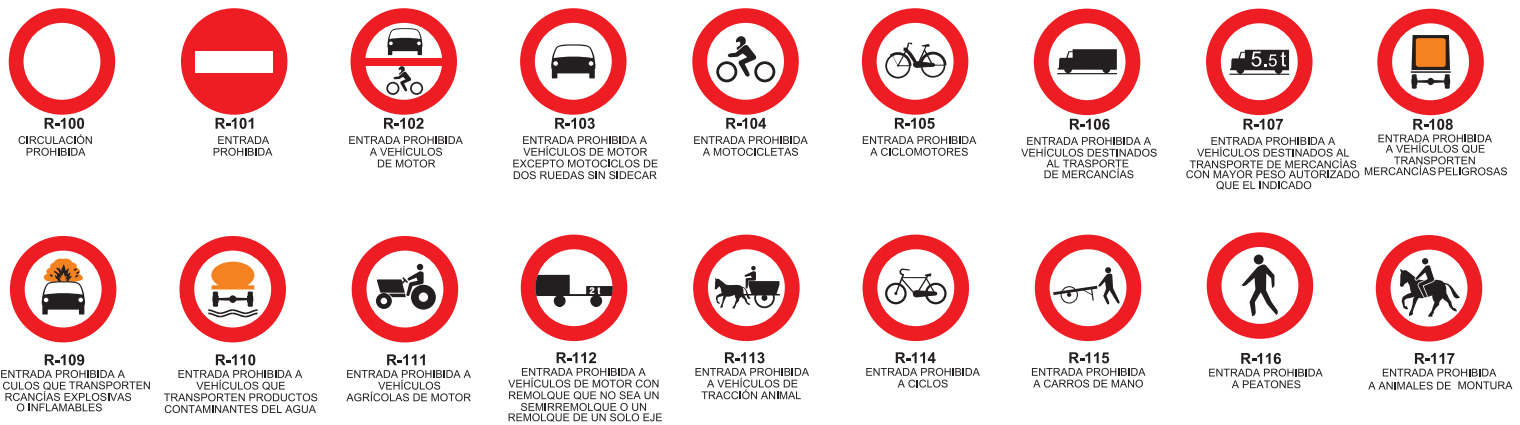 5.5t
R-100
CIRCULACIÓN
PROHIBIDA
R-101
ENTRADA
PROHIBIDA
R-102
ENTRADA PROHIBIDA
A VEHÍCULOS
DE MOTOR
R-103
ENTRADA PROHIBIDA A
VEHÍCULOS DE MOTOR
EXCEPTO MOTOCICLOS DE
DOS RUEDAS SIN SIDECAR
R-104
ENTRADA PROHIBIDA
A MOTOCICLETAS
R-105
ENTRADA PROHIBIDA
A CICLOMOTORES
R-106
ENTRADA PROHIBIDA A
VEHÍCULOS DESTINADOS
AL TRASPORTE
DE MERCANCÍAS
R-107
ENTRADA PROHIBIDA A
VEHÍCULOS DESTINADOS AL
TRANSPORTE DE MERCANCÍAS
CON MAYOR PESO AUTORIZADO
QUE EL INDICADO
R-108
ENTRADA PROHIBIDA
A VEHÍCULOS QUE
TRANSPORTEN
MERCANCÍAS PELIGROSAS
2t
R-109
ENTRADA PROHIBIDA A
CULOS QUE TRANSPORTEN
RCANCÍAS EXPLOSIVAS
O INFLAMABLES
R-110
ENTRADA PROHIBIDA A
VEHÍCULOS QUE
TRANSPORTEN PRODUCTOS
CONTAMINANTES DEL AGUA
R-111
ENTRADA PROHIBIDA A
VEHÍCULOS
AGRÍCOLAS DE MOTOR
R-112
ENTRADA PROHIBIDA A
VEHÍCULOS DE MOTOR CON
REMOLQUE QUE NO SEA UN
SEMIRREMOLQUE O UN
REMOLQUE DE UN SOLO EJE
R-113
ENTRADA PROHIBIDA
A VEHÍCULOS DE
TRACCIÓN ANIMAL
R-114
ENTRADA PROHIBIDA
A CICLOS
R-115
ENTRADA PROHIBIDA
A CARROS DE MANO
R-116
ENTRADA PROHIBIDA
A PEATONES
R-117
ENTRADA PROHIBIDA
A ANIMALES DE MONTURA